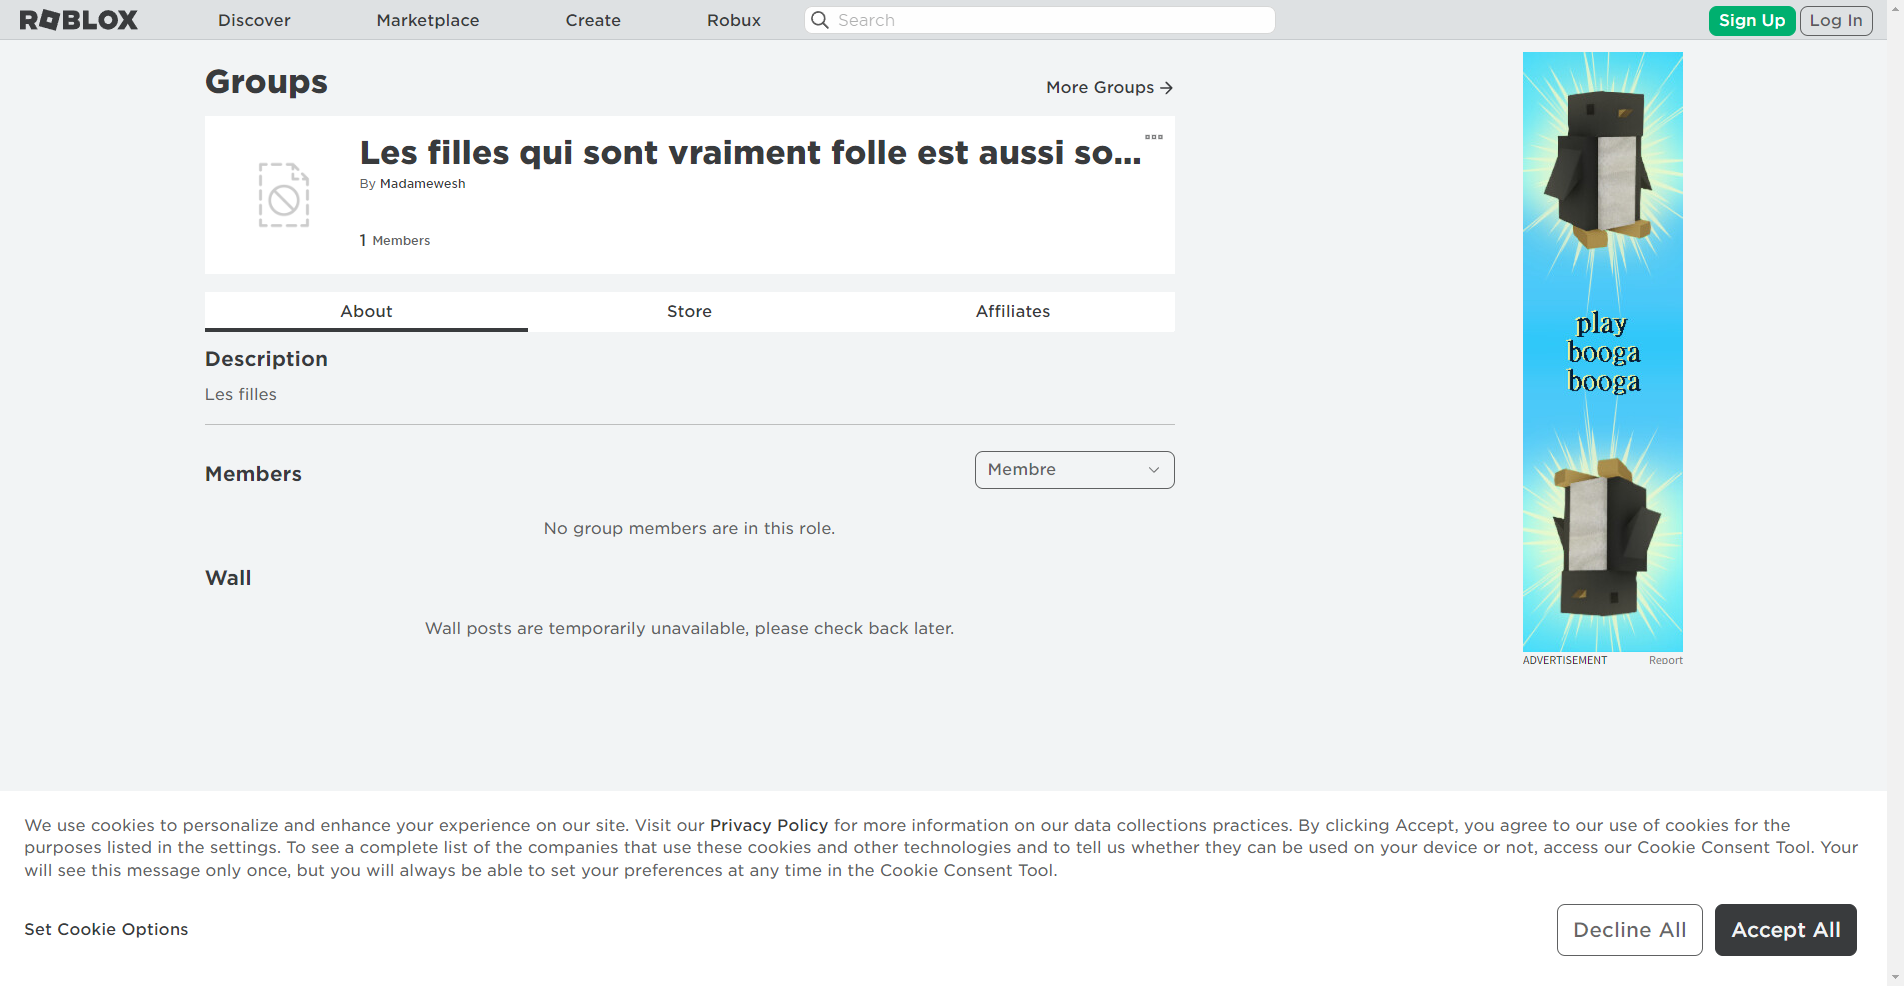 ROBLOX
Discover
Marketplace
Create
Robux
Search
Sign Up
Log In
Groups
More Groups →
Les filles qui sont vraiment folle est aussi so...
By Madamewesh
1 Members
About
Store
Affiliates
Description
Les filles
Members
Membre
No group members are in this role.
Wall
Wall posts are temporarily unavailable, please check back later.
play
booga
booga
ADVERTISEMENT
Report
We use cookies to personalize and enhance your experience on our site. Visit our Privacy Policy for more information on our data collections practices. By clicking Accept, you agree to our use of cookies for the
purposes listed in the settings. To see a complete list of the companies that use these cookies and other technologies and to tell us whether they can be used on your device or not, access our Cookie Consent Tool. Your
will see this message only once, but you will always be able to set your preferences at any time in the Cookie Consent Tool.
Set Cookie Options
Decline All
Accept All